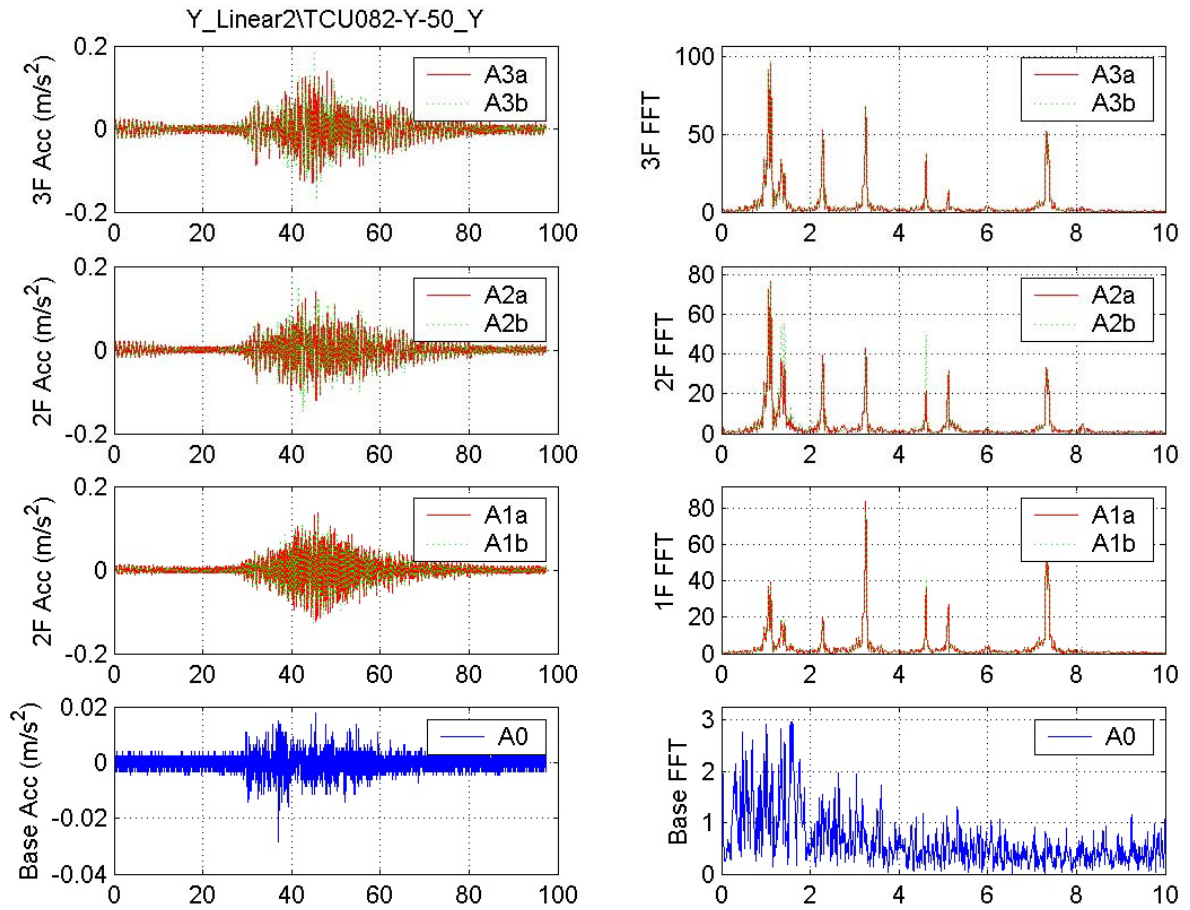 Y_Linear2\TCU082-Y-50_Y
3F Acc (m/s²)
0.2
0
-0.2
0 20 40 60 80 100
A3a
A3b
3F FFT
100
50
0
0 2 4 6 8 10
A3a
A3b
2F Acc (m/s²)
0.2
0
-0.2
0 20 40 60 80 100
A2a
A2b
2F FFT
80
60
40
20
0
0 2 4 6 8 10
A2a
A2b
2F Acc (m/s²)
0.2
0
-0.2
0 20 40 60 80 100
A1a
A1b
1F FFT
80
60
40
20
0
0 2 4 6 8 10
A1a
A1b
Base Acc (m/s²)
0.02
0
-0.02
-0.04
0 20 40 60 80 100
A0
Base FFT
3
2
1
0
0 2 4 6 8 10
A0